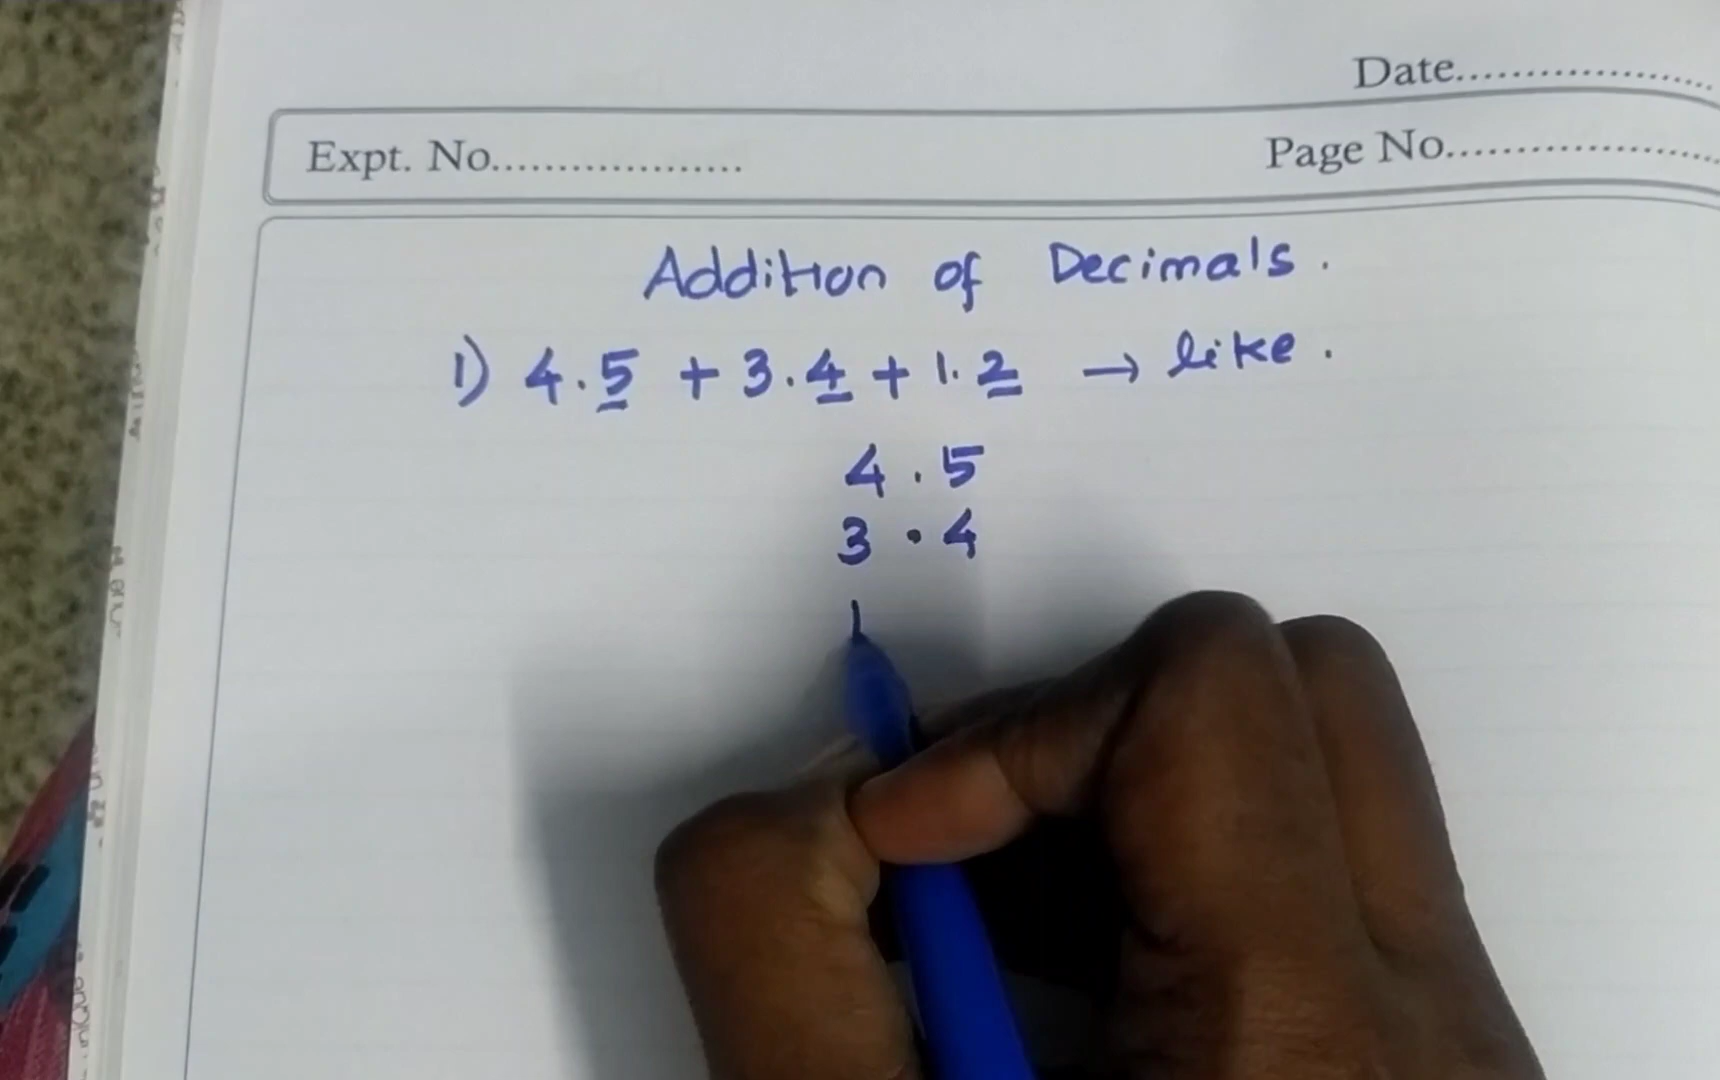 Date....................
Expt. No...................
Page No....................
Addition of Decimals.
1) 4.5 + 3.4 + 1.2 → like.
4.5
3.4
1